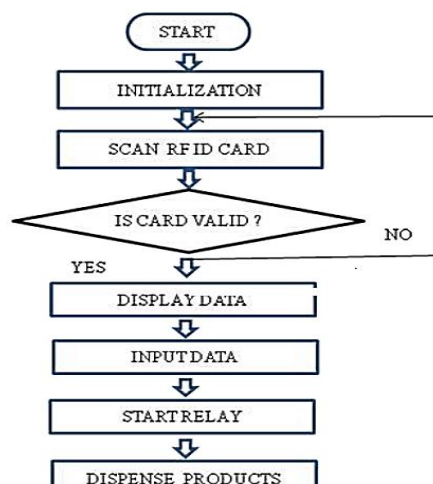 START
INITIALIZATION
SCAN RFID CARD
IS CARD VALID ?
NO
YES
DISPLAY DATA
INPUT DATA
START RELAY
DISPENSE PRODUCTS